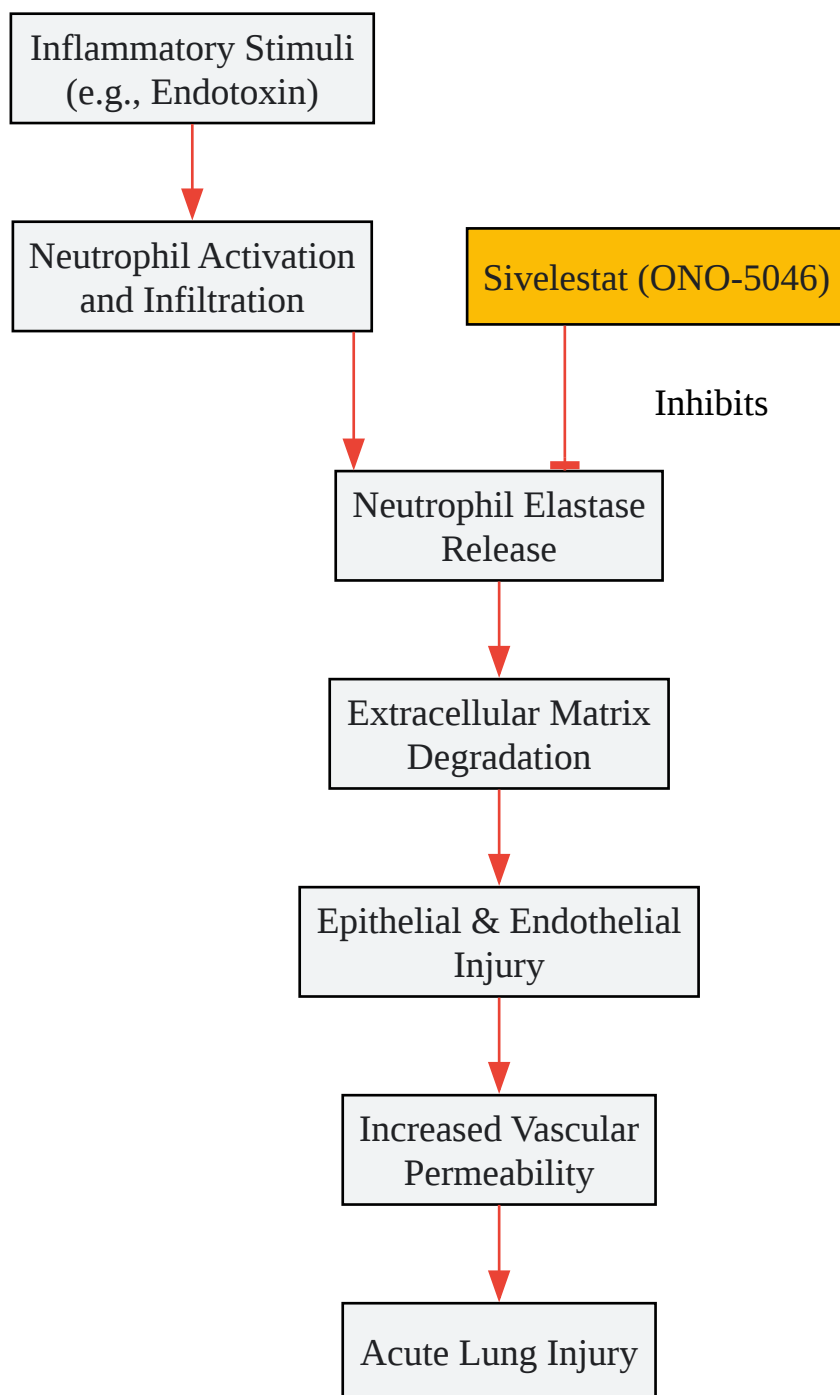 Inflammatory Stimuli
(e.g., Endotoxin)
Neutrophil Activation
and Infiltration
Sivelestat (ONO-5046)
Inhibits
Neutrophil Elastase
Release
Extracellular Matrix
Degradation
Epithelial & Endothelial
Injury
Increased Vascular
Permeability
Acute Lung Injury